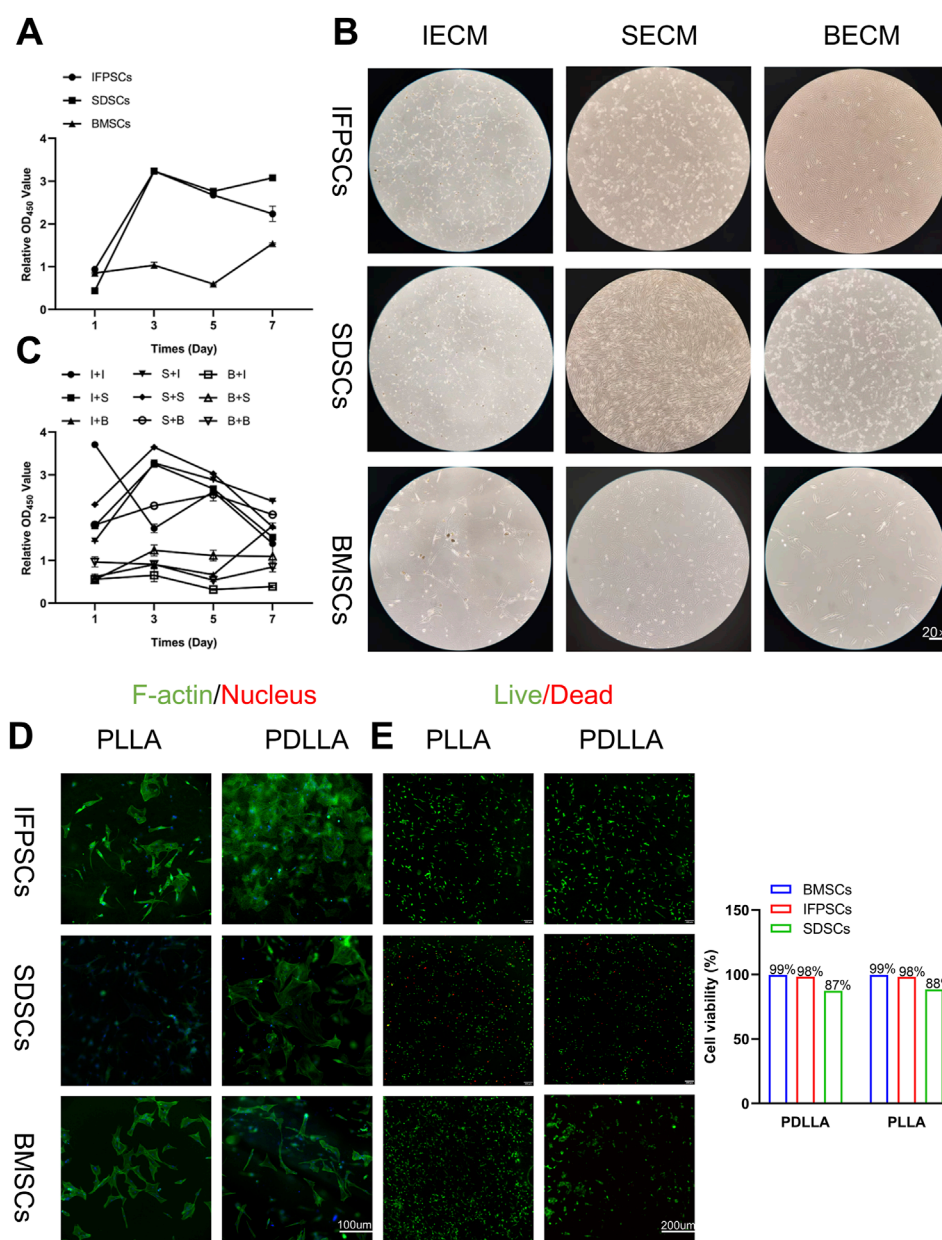 A
IFPSCs
SDSCs
BMSCs
Relative OD450 Value
4
3
2
1
0
1 3 5 7
Times (Day)
B
IECM SECM BECM
IFPSCs
SDSCs
BMSCs
20x
C
I+I S+I B+I
I+S S+S B+S
I+B S+B B+B
Relative OD450 Value
4
3
2
1
0
1 3 5 7
Times (Day)
F-actin/Nucleus
Live/Dead
D
PLLA PDLLA
E
PLLA PDLLA
IFPSCs
SDSCs
BMSCs
100um
200um
BMSCs
IFPSCs
SDSCs
Cell viability (%)
150
100
50
0
99% 98% 87% 99% 98% 88%
PDLLA PLLA